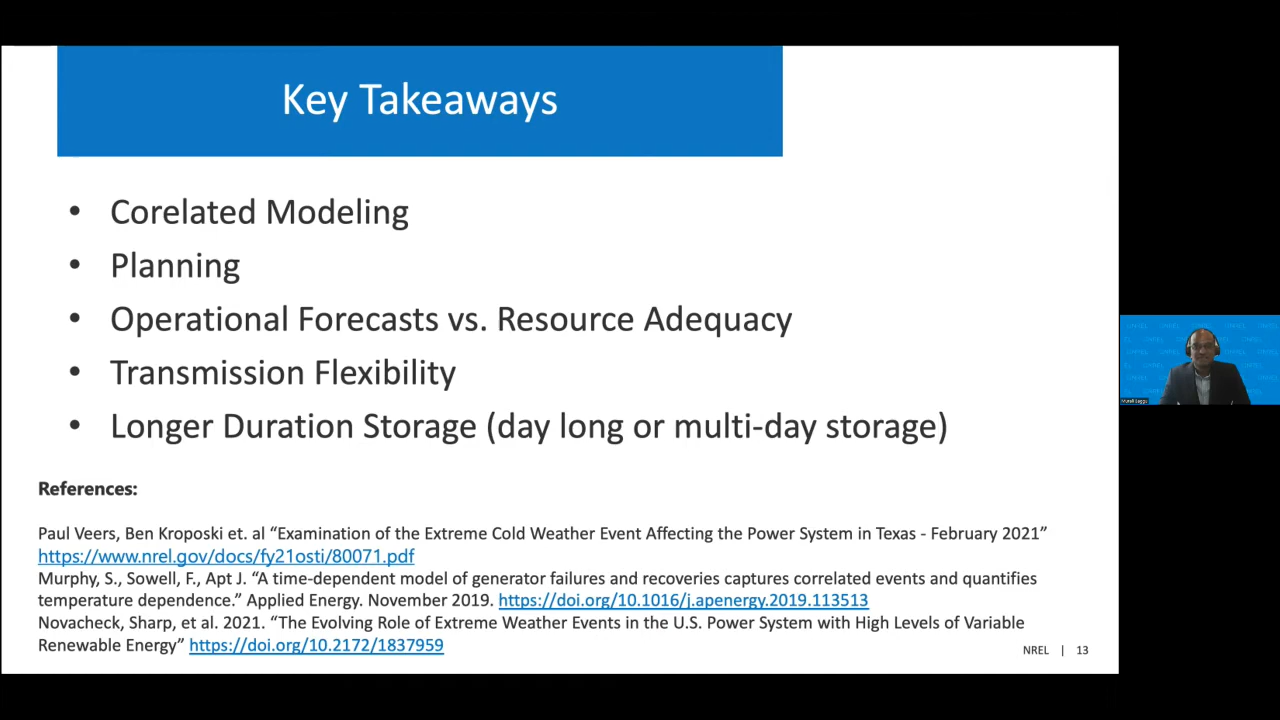 Key Takeaways
• Corelated Modeling
• Planning
• Operational Forecasts vs. Resource Adequacy
• Transmission Flexibility
• Longer Duration Storage (day long or multi-day storage)
References:
Paul Veers, Ben Kroposki et. al “Examination of the Extreme Cold Weather Event Affecting the Power System in Texas - February 2021”
https://www.nrel.gov/docs/fy21osti/80071.pdf
Murphy, S., Sowell, F., Apt J. “A time-dependent model of generator failures and recoveries captures correlated events and quantifies
temperature dependence.” Applied Energy. November 2019. https://doi.org/10.1016/j.apenergy.2019.113513
Novacheck, Sharp, et al. 2021. “The Evolving Role of Extreme Weather Events in the U.S. Power System with High Levels of Variable
Renewable Energy” https://doi.org/10.2172/1837959
NREL | 13